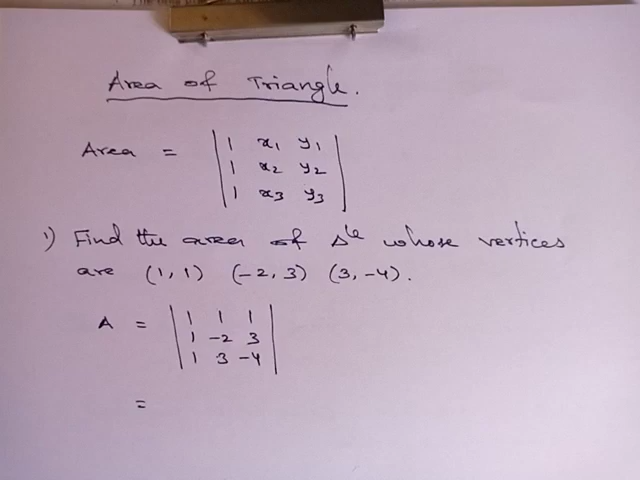 Area of Triangle.
Area = | 1 x₁ y₁ |
| 1 x₂ y₂ |
| 1 x₃ y₃ |
1) Find the area of Δle whose vertices
are (1, 1) (-2, 3) (3, -4).
A = | 1 1 1 |
| 1 -2 3 |
| 1 3 -4 |
=